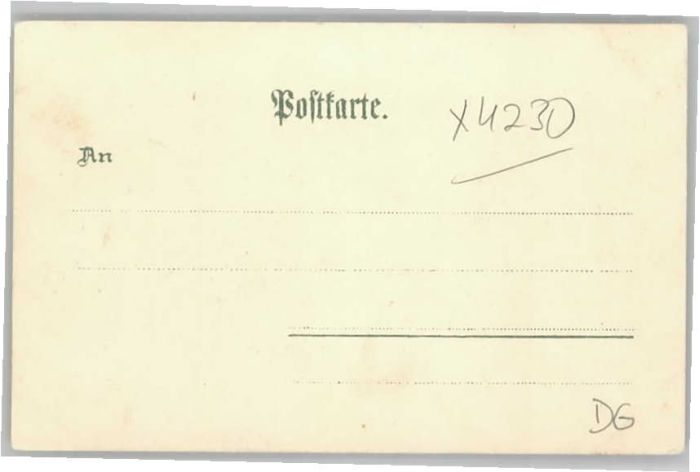 Postkarte.
X4230
An
DG